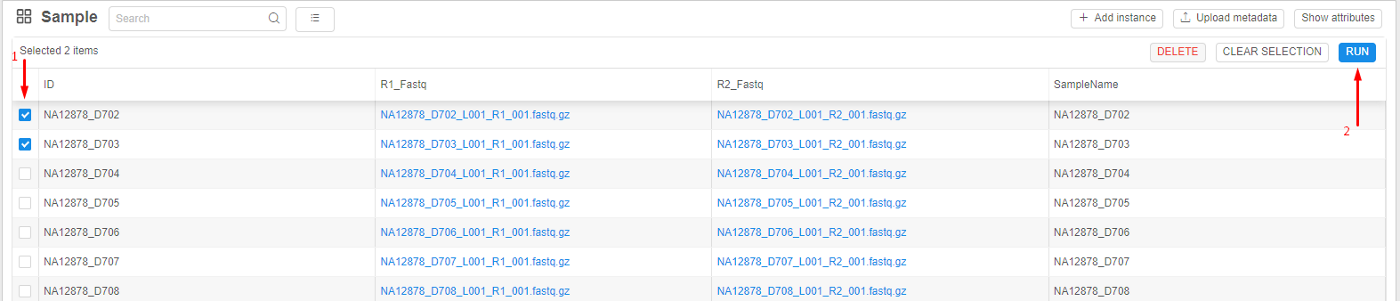 Sample Search + Add instance Upload metadata Show attributes
1 Selected 2 items DELETE CLEAR SELECTION RUN
ID R1_Fastq R2_Fastq SampleName
NA12878_D702 NA12878_D702_L001_R1_001.fastq.gz NA12878_D702_L001_R2_001.fastq.gz NA12878_D702
2
NA12878_D703 NA12878_D703_L001_R1_001.fastq.gz NA12878_D703_L001_R2_001.fastq.gz NA12878_D703
NA12878_D704 NA12878_D704_L001_R1_001.fastq.gz NA12878_D704_L001_R2_001.fastq.gz NA12878_D704
NA12878_D705 NA12878_D705_L001_R1_001.fastq.gz NA12878_D705_L001_R2_001.fastq.gz NA12878_D705
NA12878_D706 NA12878_D706_L001_R1_001.fastq.gz NA12878_D706_L001_R2_001.fastq.gz NA12878_D706
NA12878_D707 NA12878_D707_L001_R1_001.fastq.gz NA12878_D707_L001_R2_001.fastq.gz NA12878_D707
NA12878_D708 NA12878_D708_L001_R1_001.fastq.gz NA12878_D708_L001_R2_001.fastq.gz NA12878_D708